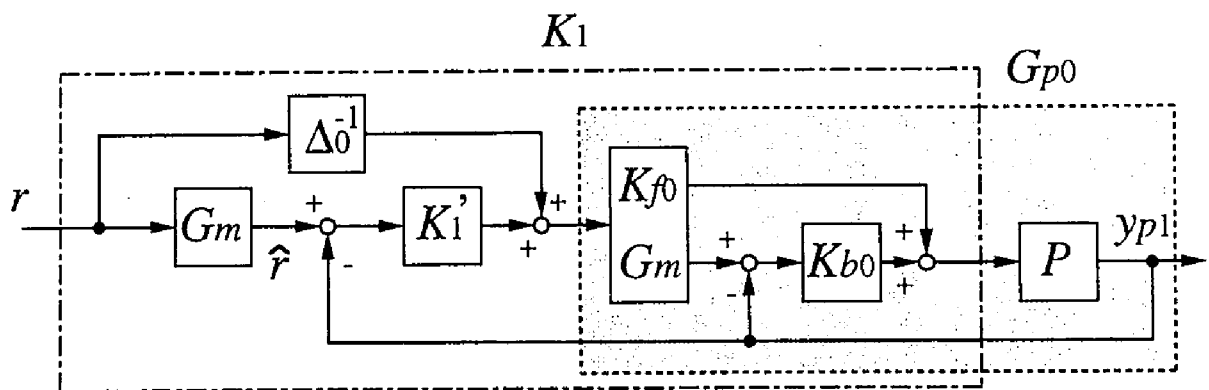 K1
Gp0
Δ0^-1
Kf0
r
Gm
+
-
r̂
K1’
+
+
Gm
+
-
Kb0
+
+
P
yp1